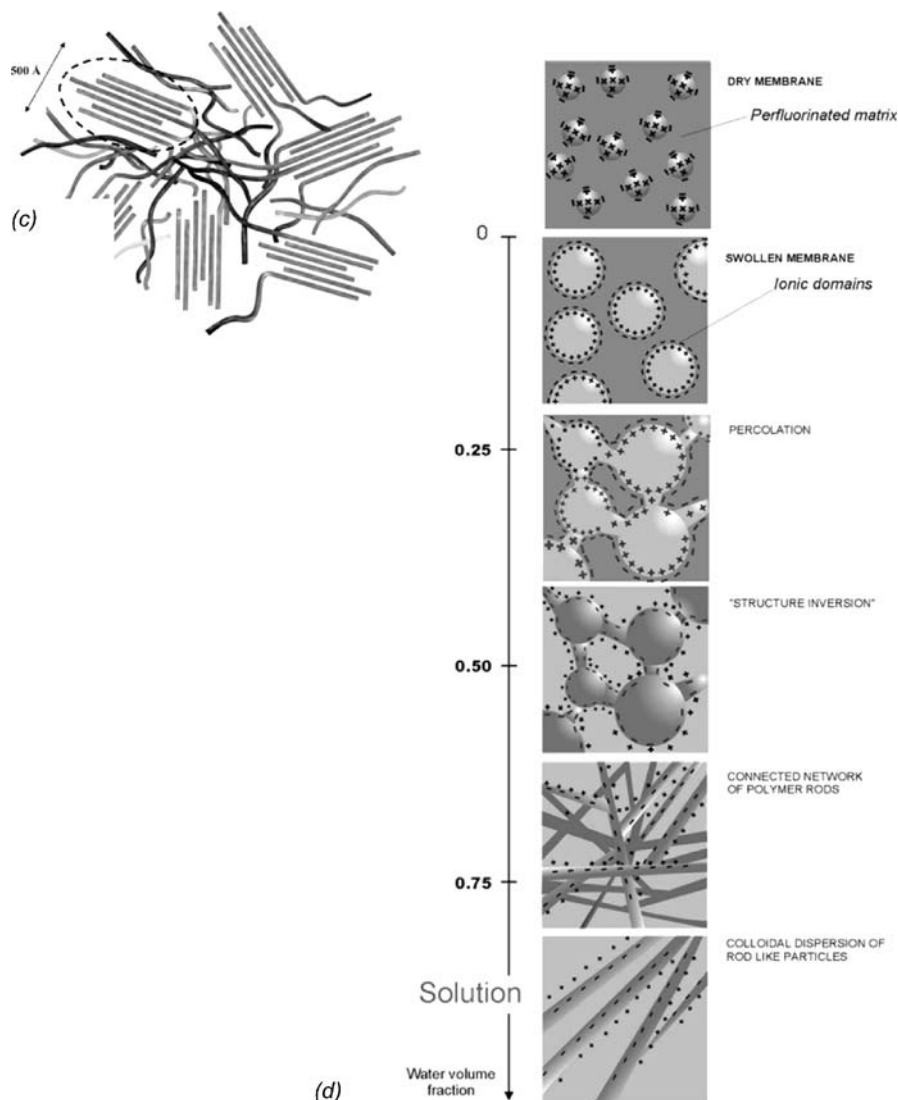 500 Å
(c)
DRY MEMBRANE
Perfluorinated matrix
0
SWOLLEN MEMBRANE
Ionic domains
PERCOLATION
0.25
"STRUCTURE INVERSION"
0.50
CONNECTED NETWORK
OF POLYMER RODS
0.75
COLLOIDAL DISPERSION OF
ROD LIKE PARTICLES
Solution
Water volume
fraction
(d)